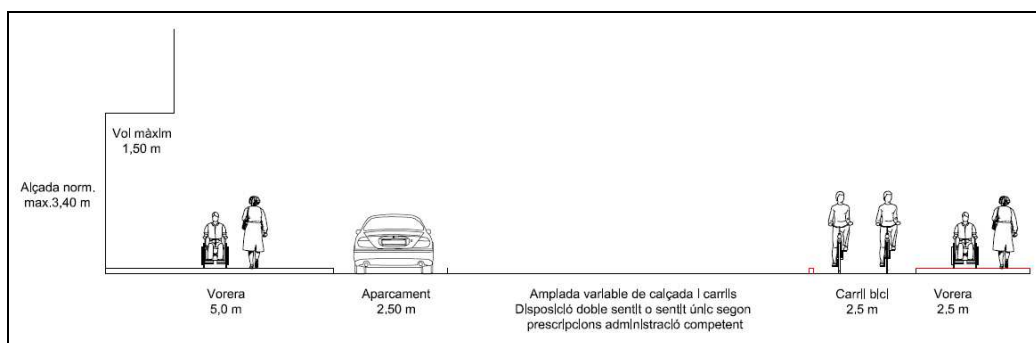 Vol màxim
1,50 m
Alçada norm.
max.3,40 m
Vorera
5,0 m
Aparcament
2,50 m
Amplada variable de calçada i carrils
Disposició doble sentit o sentit únic segon
prescripcions administració competent
Carril bici
2,5 m
Vorera
2,5 m